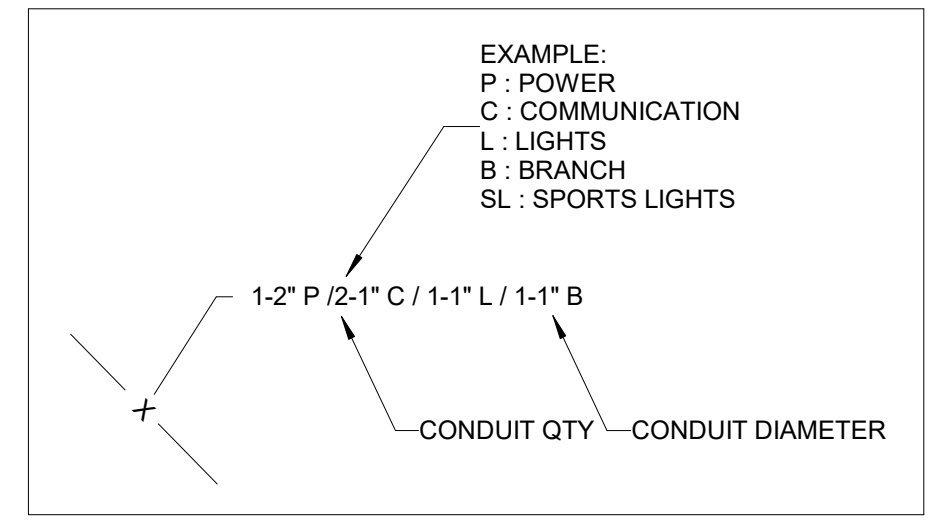 EXAMPLE:
P : POWER
C : COMMUNICATION
L : LIGHTS
B : BRANCH
SL : SPORTS LIGHTS
1-2" P /2-1" C / 1-1" L / 1-1" B
X
CONDUIT QTY
CONDUIT DIAMETER